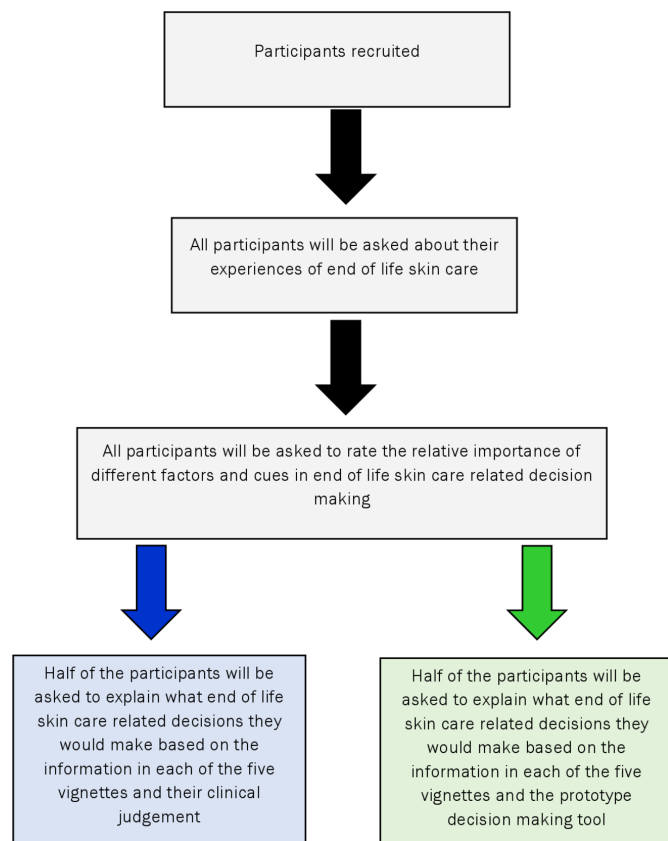 Participants recruited
All participants will be asked about their
experiences of end of life skin care
All participants will be asked to rate the relative importance of
different factors and cues in end of life skin care related decision
making
Half of the participants will be
asked to explain what end of life
skin care related decisions they
would make based on the
information in each of the five
vignettes and their clinical
judgement
Half of the participants will be
asked to explain what end of life
skin care related decisions they
would make based on the
information in each of the five
vignettes and the prototype
decision making tool